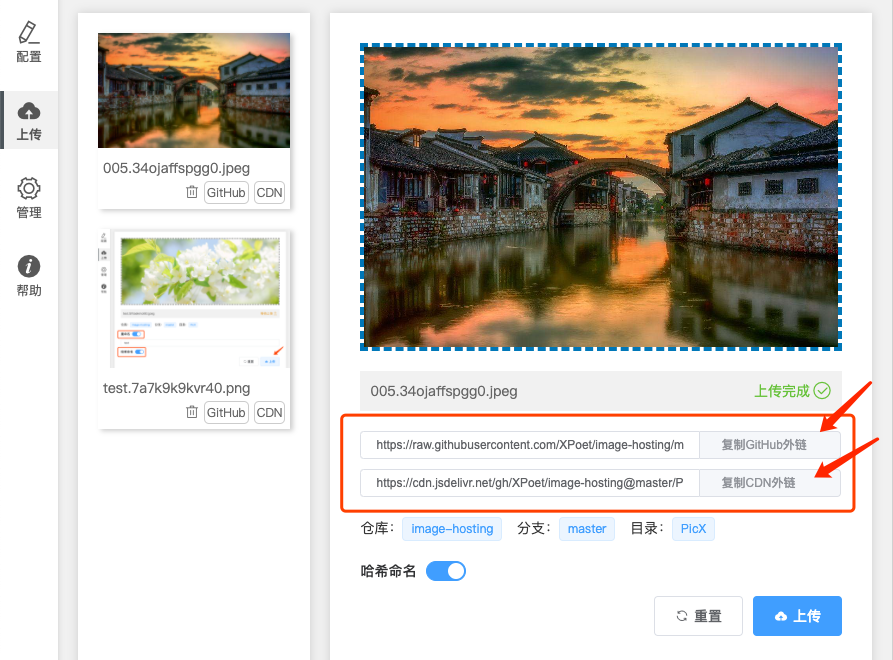 配置
上传
管理
帮助
005.34ojaffspgg0.jpeg
GitHub
CDN
test.7a7k9k9kvr40.png
GitHub
CDN
005.34ojaffspgg0.jpeg
上传完成
https://raw.githubusercontent.com/XPoet/image-hosting/m
复制GitHub外链
https://cdn.jsdelivr.net/gh/XPoet/image-hosting@master/P
复制CDN外链
仓库： image-hosting 分支： master 目录： PicX
哈希命名
重置
上传